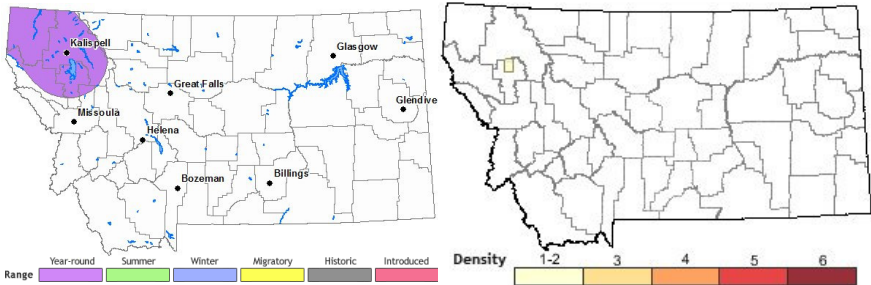 Kalispell
Glasgow
Great Falls
Glendive
Missoula
Helena
Bozeman
Billings
Range Year-round Summer Winter Migratory Historic Introduced
Density 1-2 3 4 5 6